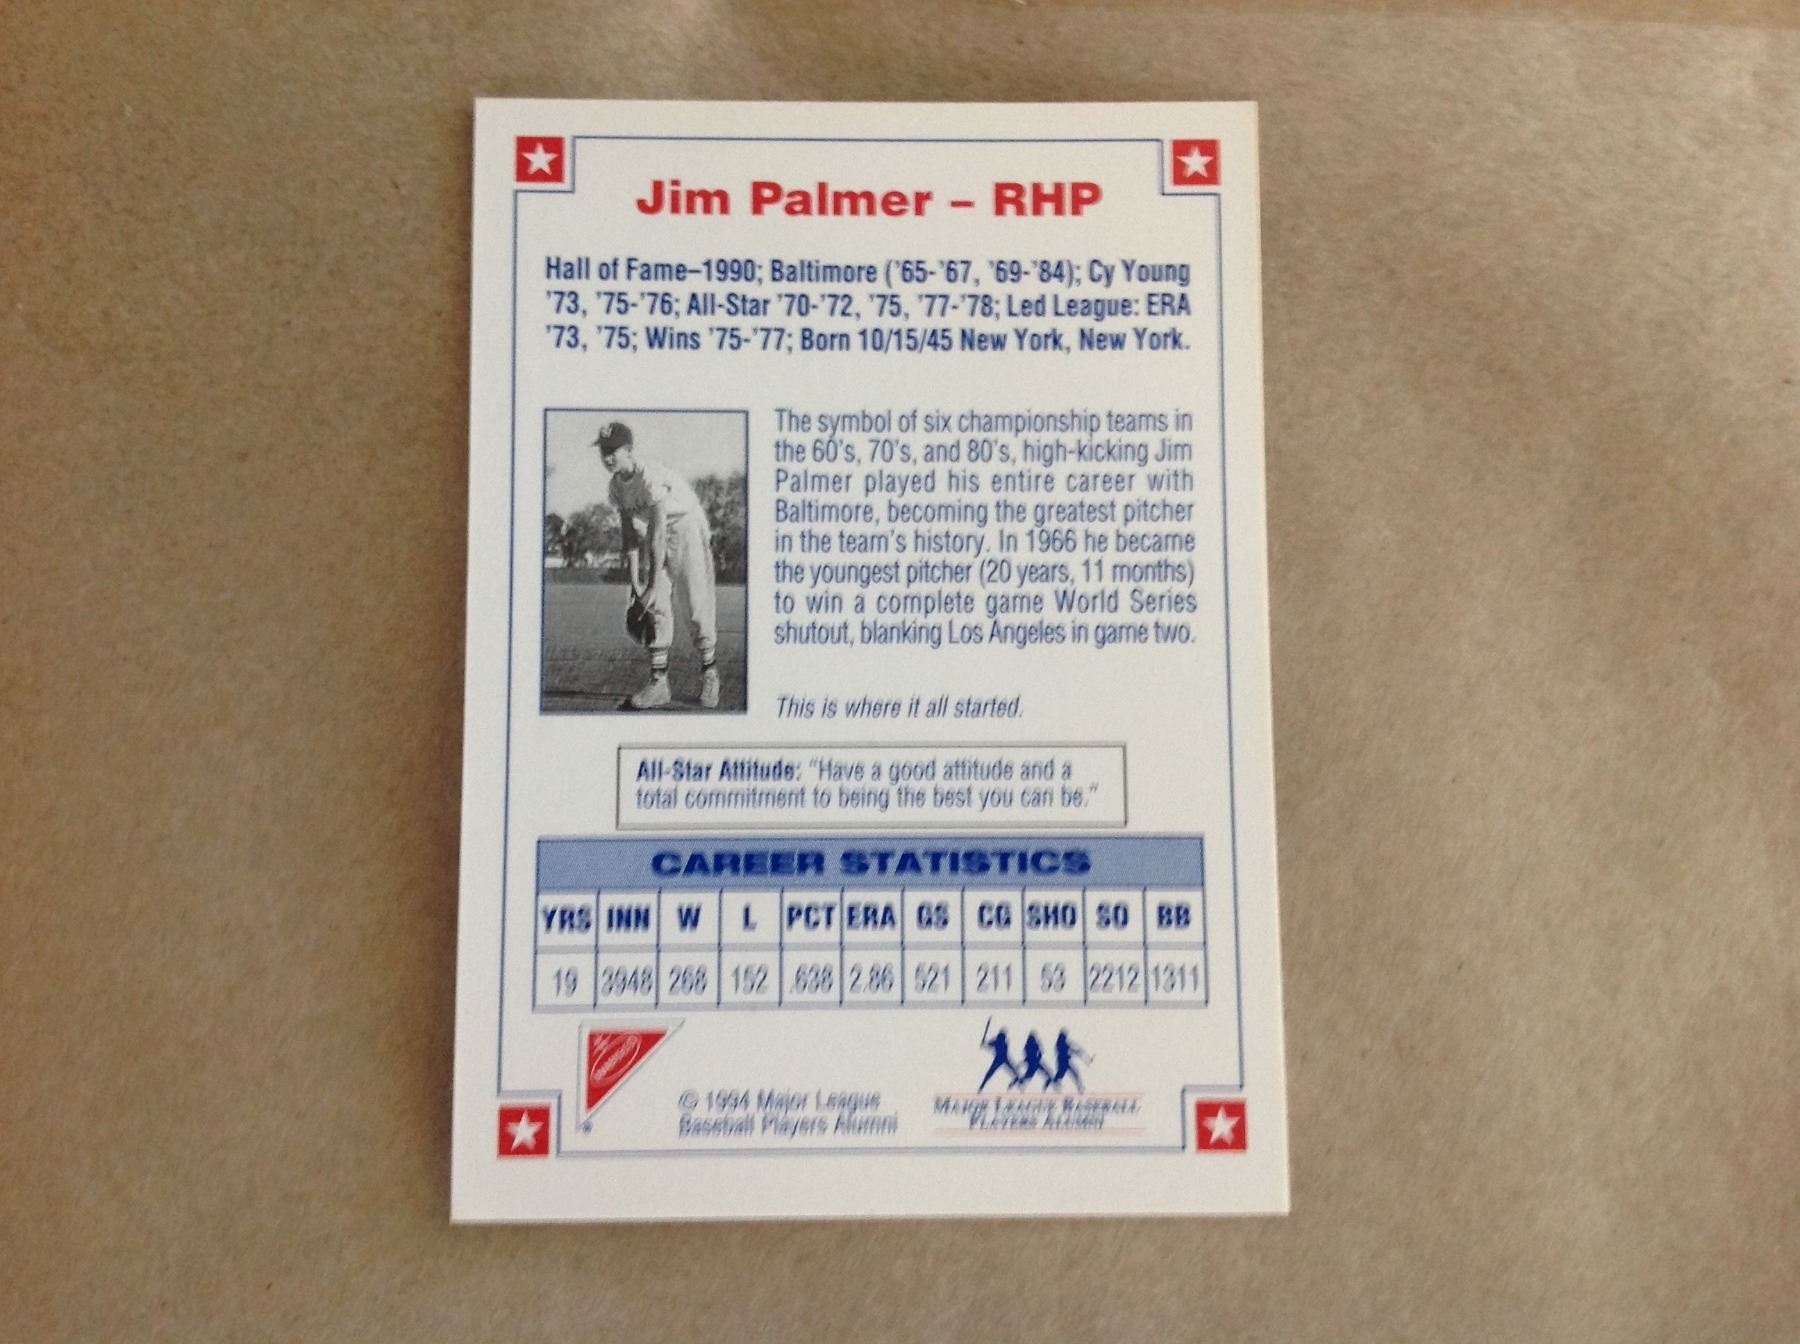 Jim Palmer – RHP
Hall of Fame–1990; Baltimore ('65-'67, '69-'84); Cy Young
'73, '75-'76; All-Star '70-'72, '75, '77-'78; Led League: ERA
'73, '75; Wins '75-'77; Born 10/15/45 New York, New York.
The symbol of six championship teams in
the 60's, 70's, and 80's, high-kicking Jim
Palmer played his entire career with
Baltimore, becoming the greatest pitcher
in the team's history. In 1966 he became
the youngest pitcher (20 years, 11 months)
to win a complete game World Series
shutout, blanking Los Angeles in game two.
This is where it all started.
All-Star Attitude: "Have a good attitude and a
total commitment to being the best you can be."
CAREER STATISTICS
YRS INN W L PCT ERA GS CG SHO SO BB
19 3948 268 152 .638 2.86 521 211 53 2212 1311
NABISCO
© 1994 Major League
Baseball Players Alumni
MAJOR LEAGUE BASEBALL
PLAYERS ALUMNI